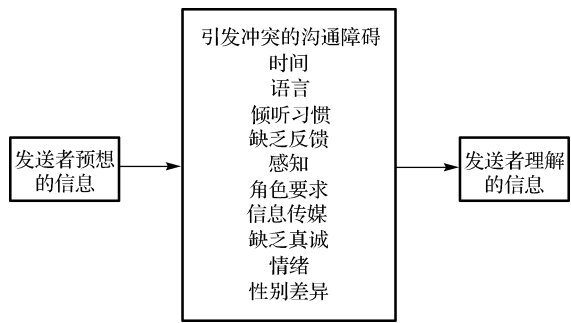 发送者预想
的信息
引发冲突的沟通障碍
时间
语言
倾听习惯
缺乏反馈
感知
角色要求
信息传媒
缺乏真诚
情绪
性别差异
发送者理解
的信息